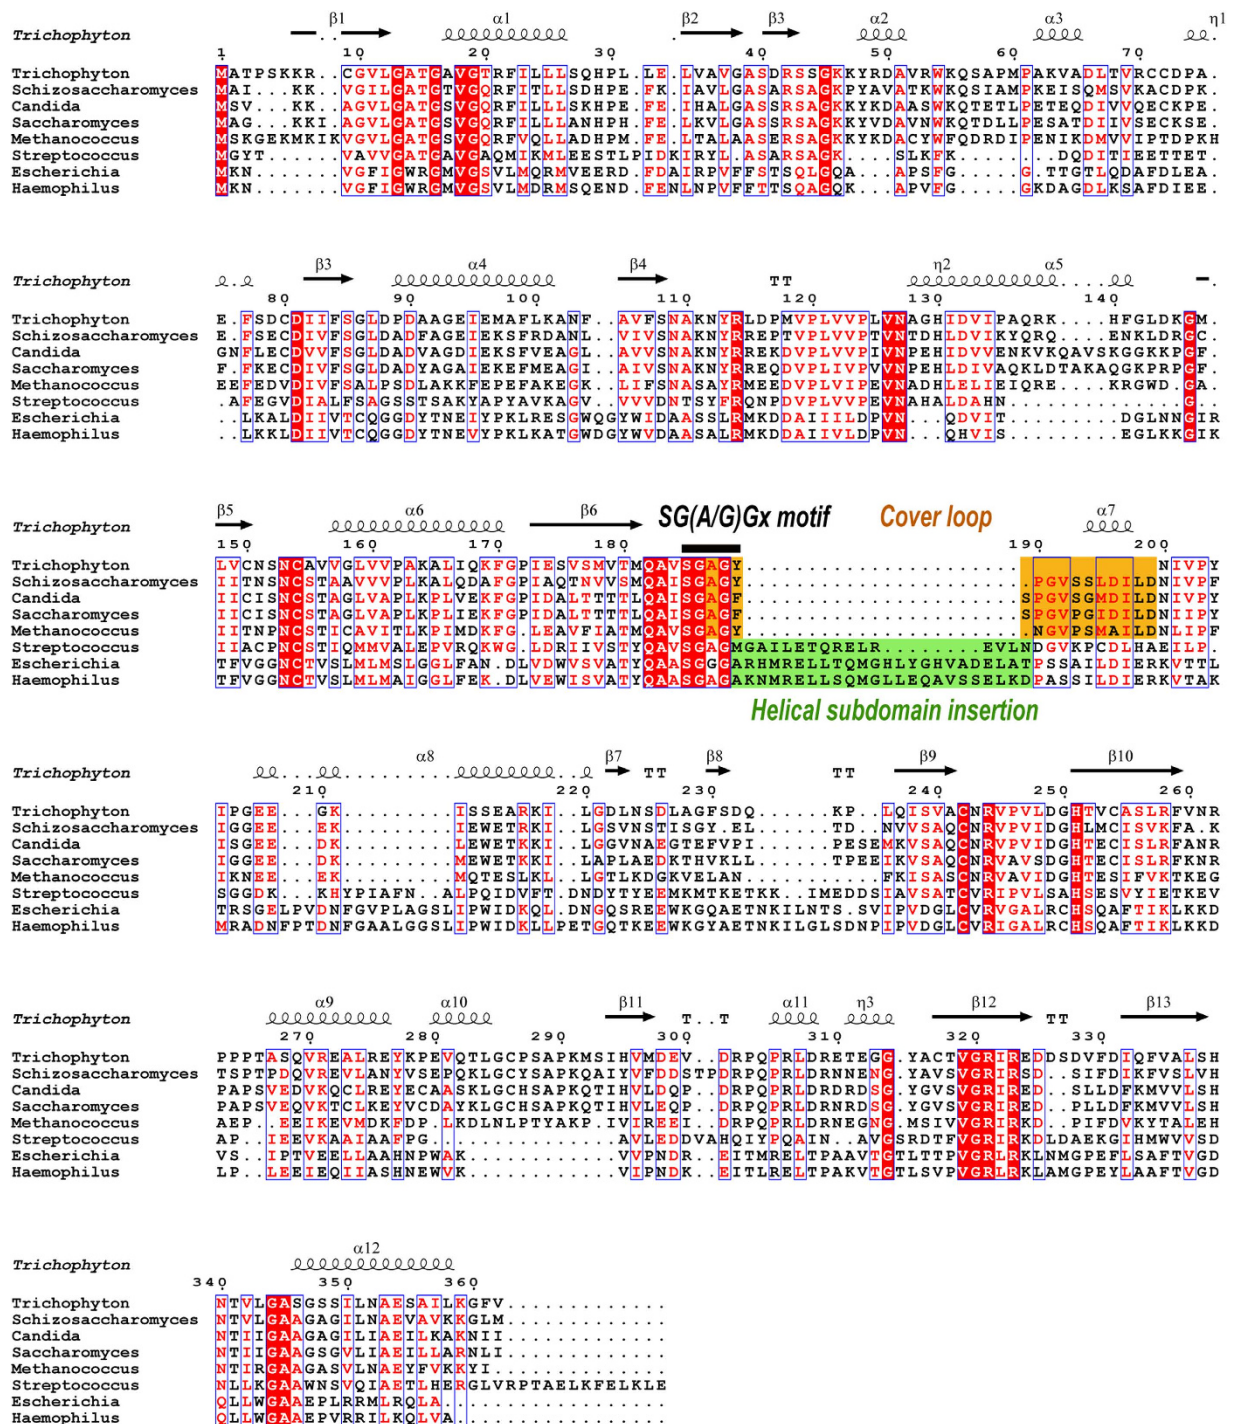 β1 α1 β2 β3 α2 α3 η1
Trichophyton
1 10 20 30 40 50 60 70
Trichophyton MATPSKKR..CGVLGATGAVGTRFILLLSQHPL.LE.LVAVGASDRSSGKKYRDAVRWKQSAPMPAKVADLTVRCCDPA.
Schizosaccharomyces MAI...KK..VGILGATGTVGQRFITLLSDHPE.FK.IAVLGASARSAGKPYAVATKWKQSIAMPKEISQMSVKACDPK.
Candida MSV...KK..AGVLGATGSVGQRFILLLSKHPE.FE.IHALGASSRSAGKKYKDAASWKQTETLPETEQDIVVQECKPE.
Saccharomyces MAG...KKI.AGVLGATGSVGQRFILLLANHPH.FE.LKVLGASSRSAGKKYVDAVNWKQTDLLPESATDIIVSECKSE.
Methanococcus MSKGEKMKIKVGVLGATGSVGQRFVQLLADHPM.FE.LTALAASERSAGKKYKDACYWFQDRDIPENIKDMVVIPTDPKH
Streptococcus MGYT......VAVVGATGAVGAQMIKMLEESTLPIDKIRYL.ASARSAGK....SLKFK.......DQDITIEETTET.
Escherichia MKN.......VGFIGWRGMVGSVLMQRMVEERD.FDAIRPVFFSTSQLGQA...APSFG.....G.TTGTLQDAFDLEA.
Haemophilus MKN.......VGFIGWRGMVGSVLMDRMSQEND.FENLNPVFFTTSQAGQK...APVFG.....GKDAGDLKSAFDIEE.
β3 α4 β4 TT η2 α5
Trichophyton
80 90 100 110 120 130 140
Trichophyton E.FSDCDIVFSGLDPDAAGEIEMAFLKANF..AVFSNAKNYRLDPMVPLVVPLVNAGHIDVIPAQRK....HFGLDKGM.
Schizosaccharomyces E.FSECDIVFSGLDADFAGEIEKSFRDANL..VIVSNAKNYRREPTVPLVVPTVNTDHLDVIKYQRQ....ENKLDRGC.
Candida GNFLECDVVFSGLDADVAGDIEKSFVEAGL..AVVSNAKNYRREKDVPLVVPIVNPEHIDVVENKVKQAVSKGGKKPGF.
Saccharomyces F.FKECDIVFSGLDADYAGAIEKEFMEAGI..AIVSNAKNYRREQDVPLIVPVVNPEHLDIVAQKLDTAKAQGKPRPGF.
Methanococcus EEFEDVDIVFSALPSDLAKKFEPEFAKEGK..LIFSNASAYRMEEDVPLVIPEVNADHLELIEIQRE....KRGWD.GA.
Streptococcus .AFEGVDIALFSAGSSTSAKYAPYAVKAGV..VVVDNTSYFRQNPDVPLVVPEVNAHALDAHN...............G..
Escherichia ..LKALDIIVTCQGGDYTNEIYPKLRESGWQGYWIDAASSLRMKDDAIIILDPVN..QDVIT..........DGLNNGIR
Haemophilus ..LKKLDIIVTCQGGDYTNEVYPKLKATGWDGYWVDAASALRMKDDAIIVLDPVN..QHVIS..........EGLKKGIK
SG(A/G)Gx motif Cover loop
β5 α6 β6 α7
Trichophyton
150 160 170 180 190 200
Trichophyton LVCNSNCAVVGLVVPAKALIQKFGPIESVSMVTMQAVSGAGY........................PGVSSLDILDNIVPY
Schizosaccharomyces IITNSNCSTAAVVVPLKALQDAFGPIAQTNVVSMQAISGAGY........................PGVSSLDILDNIVPF
Candida IICISNCSTAGLVAPLKPLVEKFGPIDALTTTTLQAISGAGF.......................SPGVSGMDILDNIVPY
Saccharomyces IICISNCSTAGLVAPLKPLIEKFGPIDALTTTTLQAISGAGF.......................SPGVPGIDILDNIIPY
Methanococcus IITNPNCSTICAVITLKPIMDKFG.LEAVFIATMQAVSGAGY........................NGVPSMAILDNLIPF
Streptococcus IIACPNCSTIQMVVALEPVRQKWG.LDRIIVSTYQAVSGAGMGAILETQRELR.........EVLNDGVKPCDLHAEILP.
Escherichia TFVGGNCTVSLMLMSLGGLFAN.DLVDWVSVATYQAASGGGARHMRELLTQMGHLYGHVADELATPSSAILDIERKVTTL
Haemophilus TFVGGNCTVSLMLMAIGGLFEK.DLVEWISVATYQAASGAGAKNMRELLSQMGLLEQAVSSELKDPASSILDIERKVTAK
Helical subdomain insertion
α8 β7 TT β8 TT β9 β10
Trichophyton
210 220 230 240 250 260
Trichophyton IPGEE...GK.........ISSEARKI..LGDLNSDLAGFSDQ........KP..LQISVACNRVPVLDGHTVCASLRFVNR
Schizosaccharomyces IGGEE...EK.........IEWETRKI..LGSVNSTISGY.EL........TD..NVVSAQCNRVPVIDGHLMCISVKFA.K
Candida IGGEE...EK.........LEWETKKI..LGGVNAEGTEFVPI......PESEMKVSAQCNRVPVIDGHTECISLRFANR
Saccharomyces IGGEE...DK.........MEWETKKI..LAPLAEDKTHVKLL......TPEEIKVSAQCNRVAVSDGHTECISLRFKNR
Methanococcus IKNEE...EK.........MQTESLKL..LGTLKDGKVELAN..........FKISASCNRVAVIDGHTESIFVKTKEG
Streptococcus SGGDK...KHYPIAFN..ALPQIDVFT..DNDYTYEEMKMTKETKK..IMEDDSIAVSATCVRIPVLSAHSESVYIETKEV
Escherichia TRSGELPVDNFGVPLAGSLIPWIDKQL..DNGQSREEWKGQAETNKILNTS.SVIPVDGLCVRVGALRCHSQAFTIKLKKD
Haemophilus MRADNFPTDNFGAALGGSLIPWIDKLLPETGQTKEEWKGYAETNKILGLSDNPIPVDGLCVRIGALRCHSQAFTIKLKKD
α9 α10 β11 T..T α11 η3 β12 TT β13
Trichophyton
270 280 290 300 310 320 330
Trichophyton PPPTASQVREALREYKPEVQTLGCPSAPKMSIHVMDEV..DRPQPRLDRETEGG.YACTVGRIREDDSDVFDIQFVALSH
Schizosaccharomyces TSPTPDQVREVLANYVSEPQKLGCHSAPKQAIYVFDDSTPDRPQPRLDRNNENG.YAVSVGRIRSD..SIFDIKFVSLVH
Candida PAPSVEDVKQCLREYECAASKLGCHSAPKQTIHVLDQP..DRPQPRLDRDRDSG.YGVSVGRIRED..SLLDFKMVVLSH
Saccharomyces PAPSVEQVKTCLKEYVCDAYKLGCHSAPKQTIHVLEQP..DRPQPRLDRNRDSG.YGVSVGRIRED..PLLDFKMVVLSH
Methanococcus AEP..EEIKEVMDKFDP.LKDLNLPTYAKP.IVIREEI..DRPQPRLDRNEGNG.MSIVVGRIRKD..PIFDVKYTALEH
Streptococcus AP..IEEVKAAIAAFPG...............AVLEDDVAHQIYPQAIN..AVGSRDTFVGRIRKDLDAEKGIHMWVVSD
Escherichia VS..IPTVEELLAAHNPWAK............VVPNDR..EITMRELTPAAVTGTLTTPVGRLRKLNMGPEFLSAFTVGD
Haemophilus LP..LEEIEQIIASHNEWVK............VIPNDK..EITLRELTPAKVTGTLSVPVGRLRKLAMGPEYLAAFTVGD
α12
Trichophyton
340 350 360
Trichophyton NTVLGASGSSILNAESAILKGFV.............
Schizosaccharomyces NTVLGAAGAGILNAEVAVKKGLM.............
Candida NTIIGAAGAGILIAEILKAKNII.............
Saccharomyces NTIIGAAGSGVLIAEILLARNLI.............
Methanococcus NTIRGAAGASVLNAEYFVKKYI..............
Streptococcus NLLKGAAWNSVQIAETLHERGLVRPTAELKFELKLE
Escherichia QLLWGAAEPLRRMLRQLA..................
Haemophilus QLLWGAAEPVRRILKQLVA.................